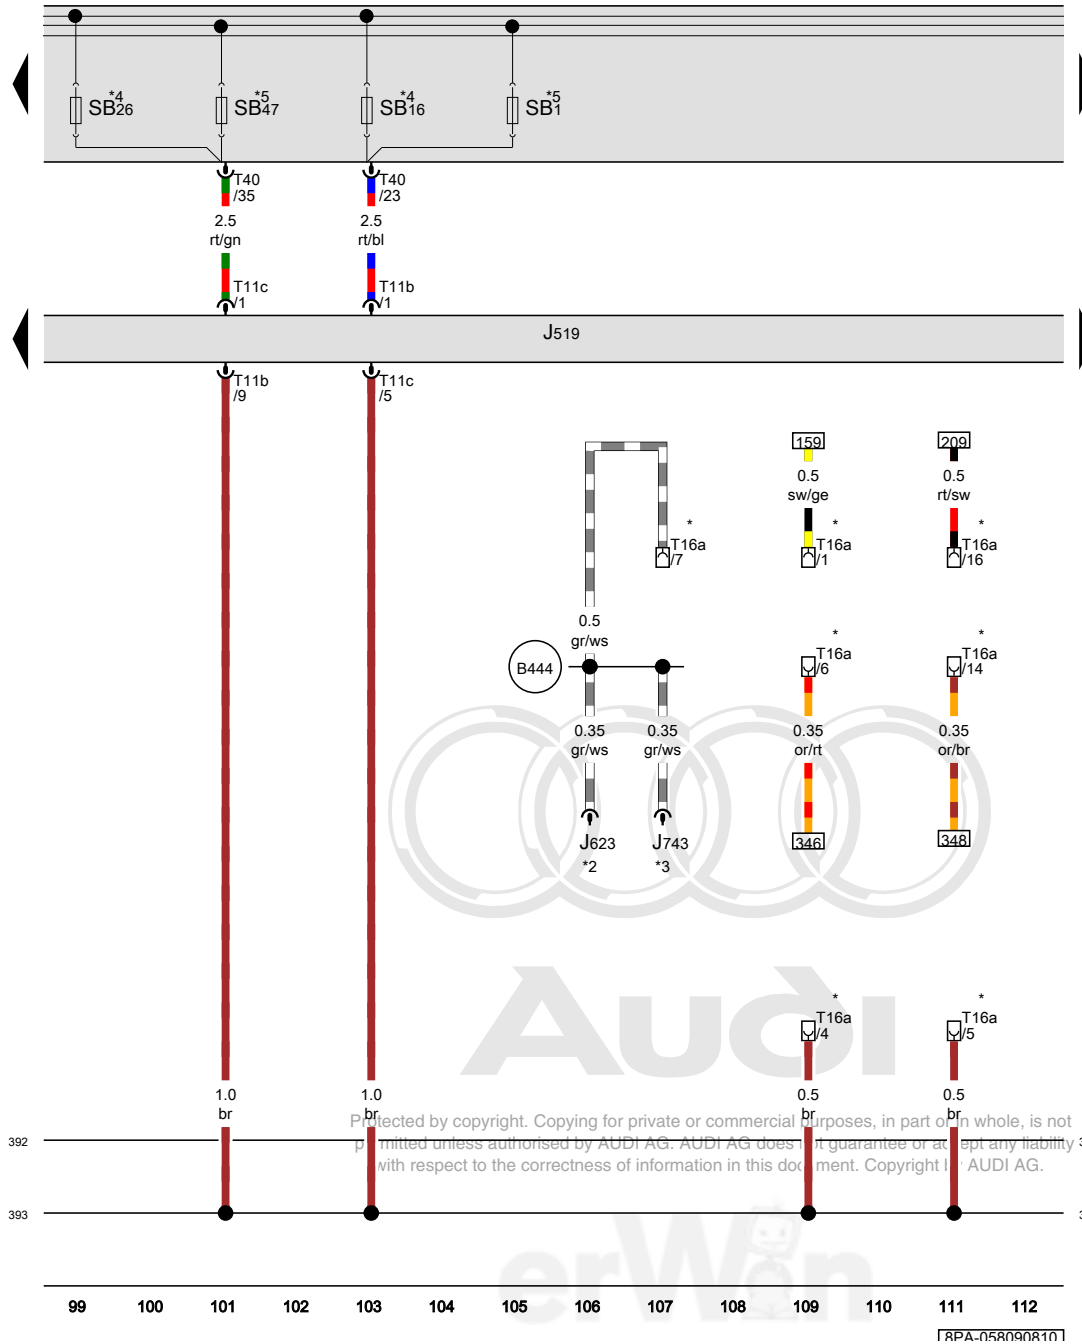 *4 *5 *4 *5
SB26 SB47 SB16 SB1
T40 T40
/35 /23
2.5 2.5
rt/gn rt/bl
T11c T11b
/1 /1
J519
T11b T11c
/9 /5
159 209
0.5 0.5
sw/ge rt/sw
* * *
T16a T16a T16a
/7 /1 /16
0.5
gr/ws
* *
T16a T16a
B444 /6 /14
0.35 0.35 0.35 0.35
gr/ws gr/ws or/rt or/br
J623 J743 346 348
*2 *3
Audi
* *
T16a T16a
/4 /5
1.0 1.0 0.5 0.5
br br br br
Protected by copyright. Copying for private or commercial purposes, in part or in whole, is not
permitted unless authorised by AUDI AG. AUDI AG does not guarantee or accept any liability
with respect to the correctness of information in this document. Copyright by AUDI AG.
392
393
erWin
99 100 101 102 103 104 105 106 107 108 109 110 111 112
8PA-058090810